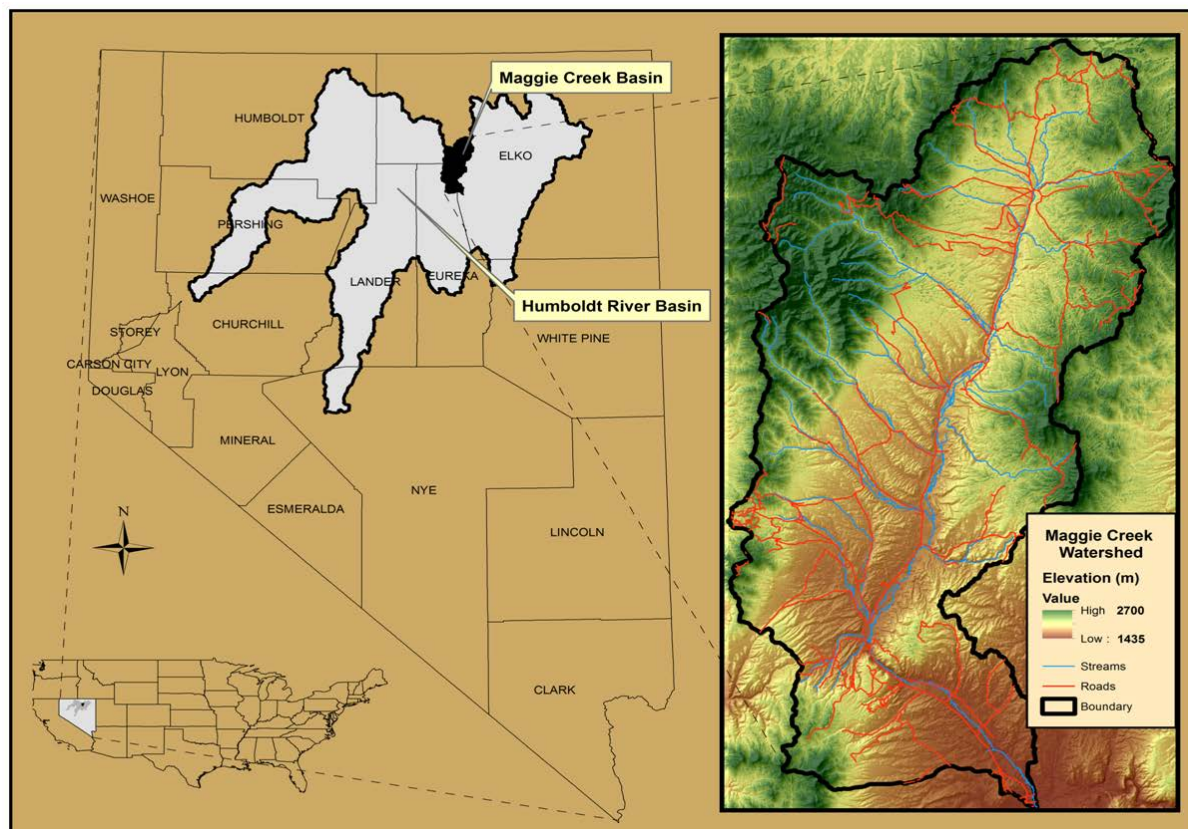 Maggie Creek Basin
HUMBOLDT
ELKO
WASHOE
PERSHING
LANDER
EUREKA
Humboldt River Basin
CHURCHILL
STOREY
WHITE PINE
CARSON CITY
LYON
DOUGLAS
MINERAL
NYE
ESMERALDA
LINCOLN
N
CLARK
Maggie Creek
Watershed
Elevation (m)
Value
High 2700
Low : 1435
Streams
Roads
Boundary